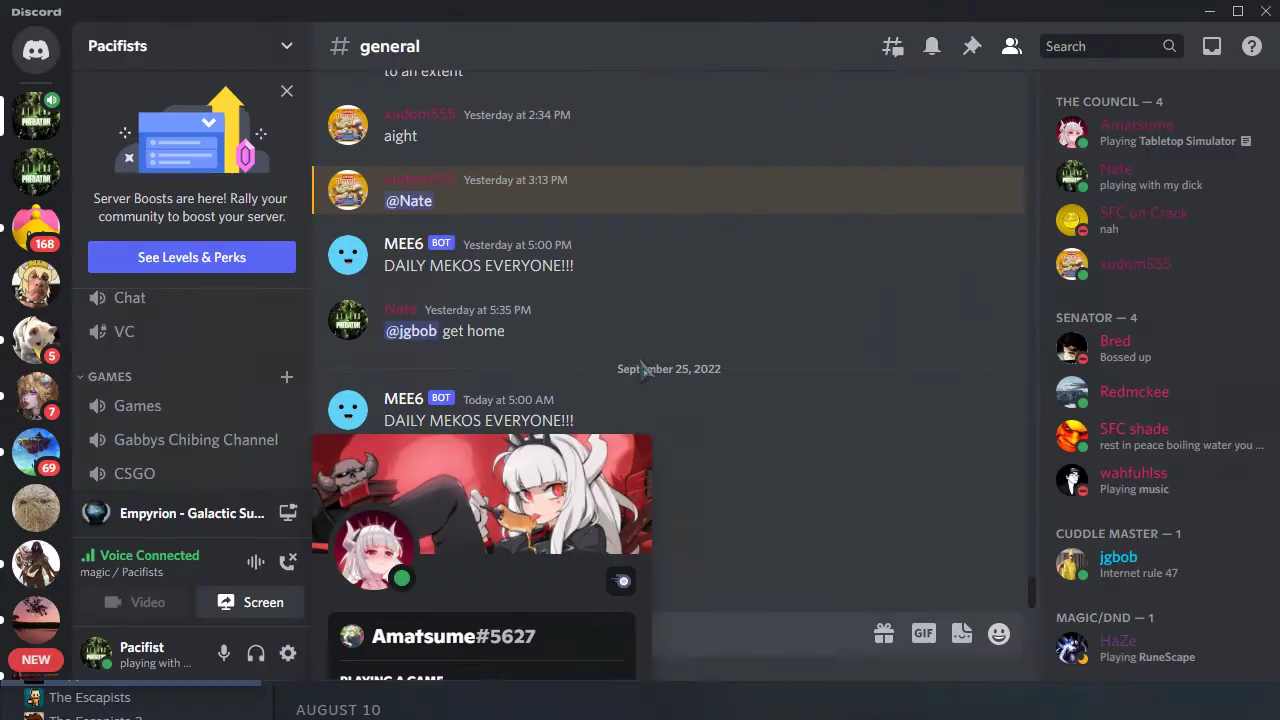 Discord
Pacifists
general
Search
to an extent
xudom555 Yesterday at 2:34 PM
aight
xudom555 Yesterday at 3:13 PM
@Nate
MEE6 BOT Yesterday at 5:00 PM
DAILY MEKOS EVERYONE!!!
Nate Yesterday at 5:35 PM
@jgbob get home
September 25, 2022
MEE6 BOT Today at 5:00 AM
DAILY MEKOS EVERYONE!!!
Server Boosts are here! Rally your
community to boost your server.
See Levels & Perks
Chat
VC
GAMES
Games
Gabbys Chibing Channel
CSGO
Empyrion - Galactic Su...
Voice Connected
magic / Pacifists
Video
Screen
Pacifist
playing with ...
168
5
7
69
NEW
Amatsume#5627
PLAYING A GAME
GIF
THE COUNCIL — 4
Amatsume
Playing Tabletop Simulator
Nate
playing with my dick
SFC on Crack
nah
xudom555
SENATOR — 4
Bred
Bossed up
Redmckee
SFC shade
rest in peace boiling water you ...
wahfuhlss
Playing music
CUDDLE MASTER — 1
jgbob
Internet rule 47
MAGIC/DND — 1
HaZe
Playing RuneScape
The Escapists
AUGUST 10